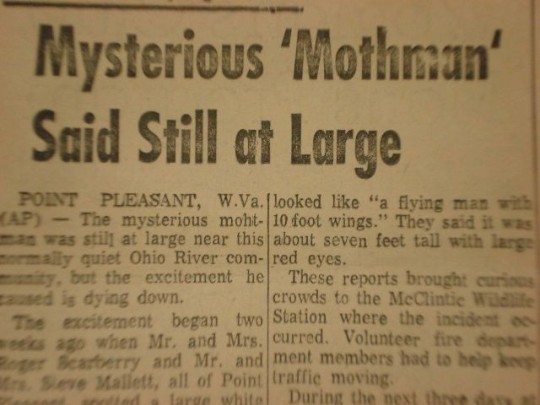 Mysterious 'Mothman'
Said Still at Large
POINT PLEASANT, W.Va.
(AP) — The mysterious moht-
man was still at large near this
normally quiet Ohio River com-
munity, but the excitement he
caused is dying down.
The excitement began two
weeks ago when Mr. and Mrs.
Roger Scarberry and Mr. and
Mrs. Steve Mallett, all of Point
Pleasant, spotted a large white
looked like "a flying man with
10 foot wings." They said it was
about seven feet tall with large
red eyes.
These reports brought curious
crowds to the McClintic Wildlife
Station where the incident oc-
curred. Volunteer fire depart-
ment members had to help keep
traffic moving.
During the next three days at